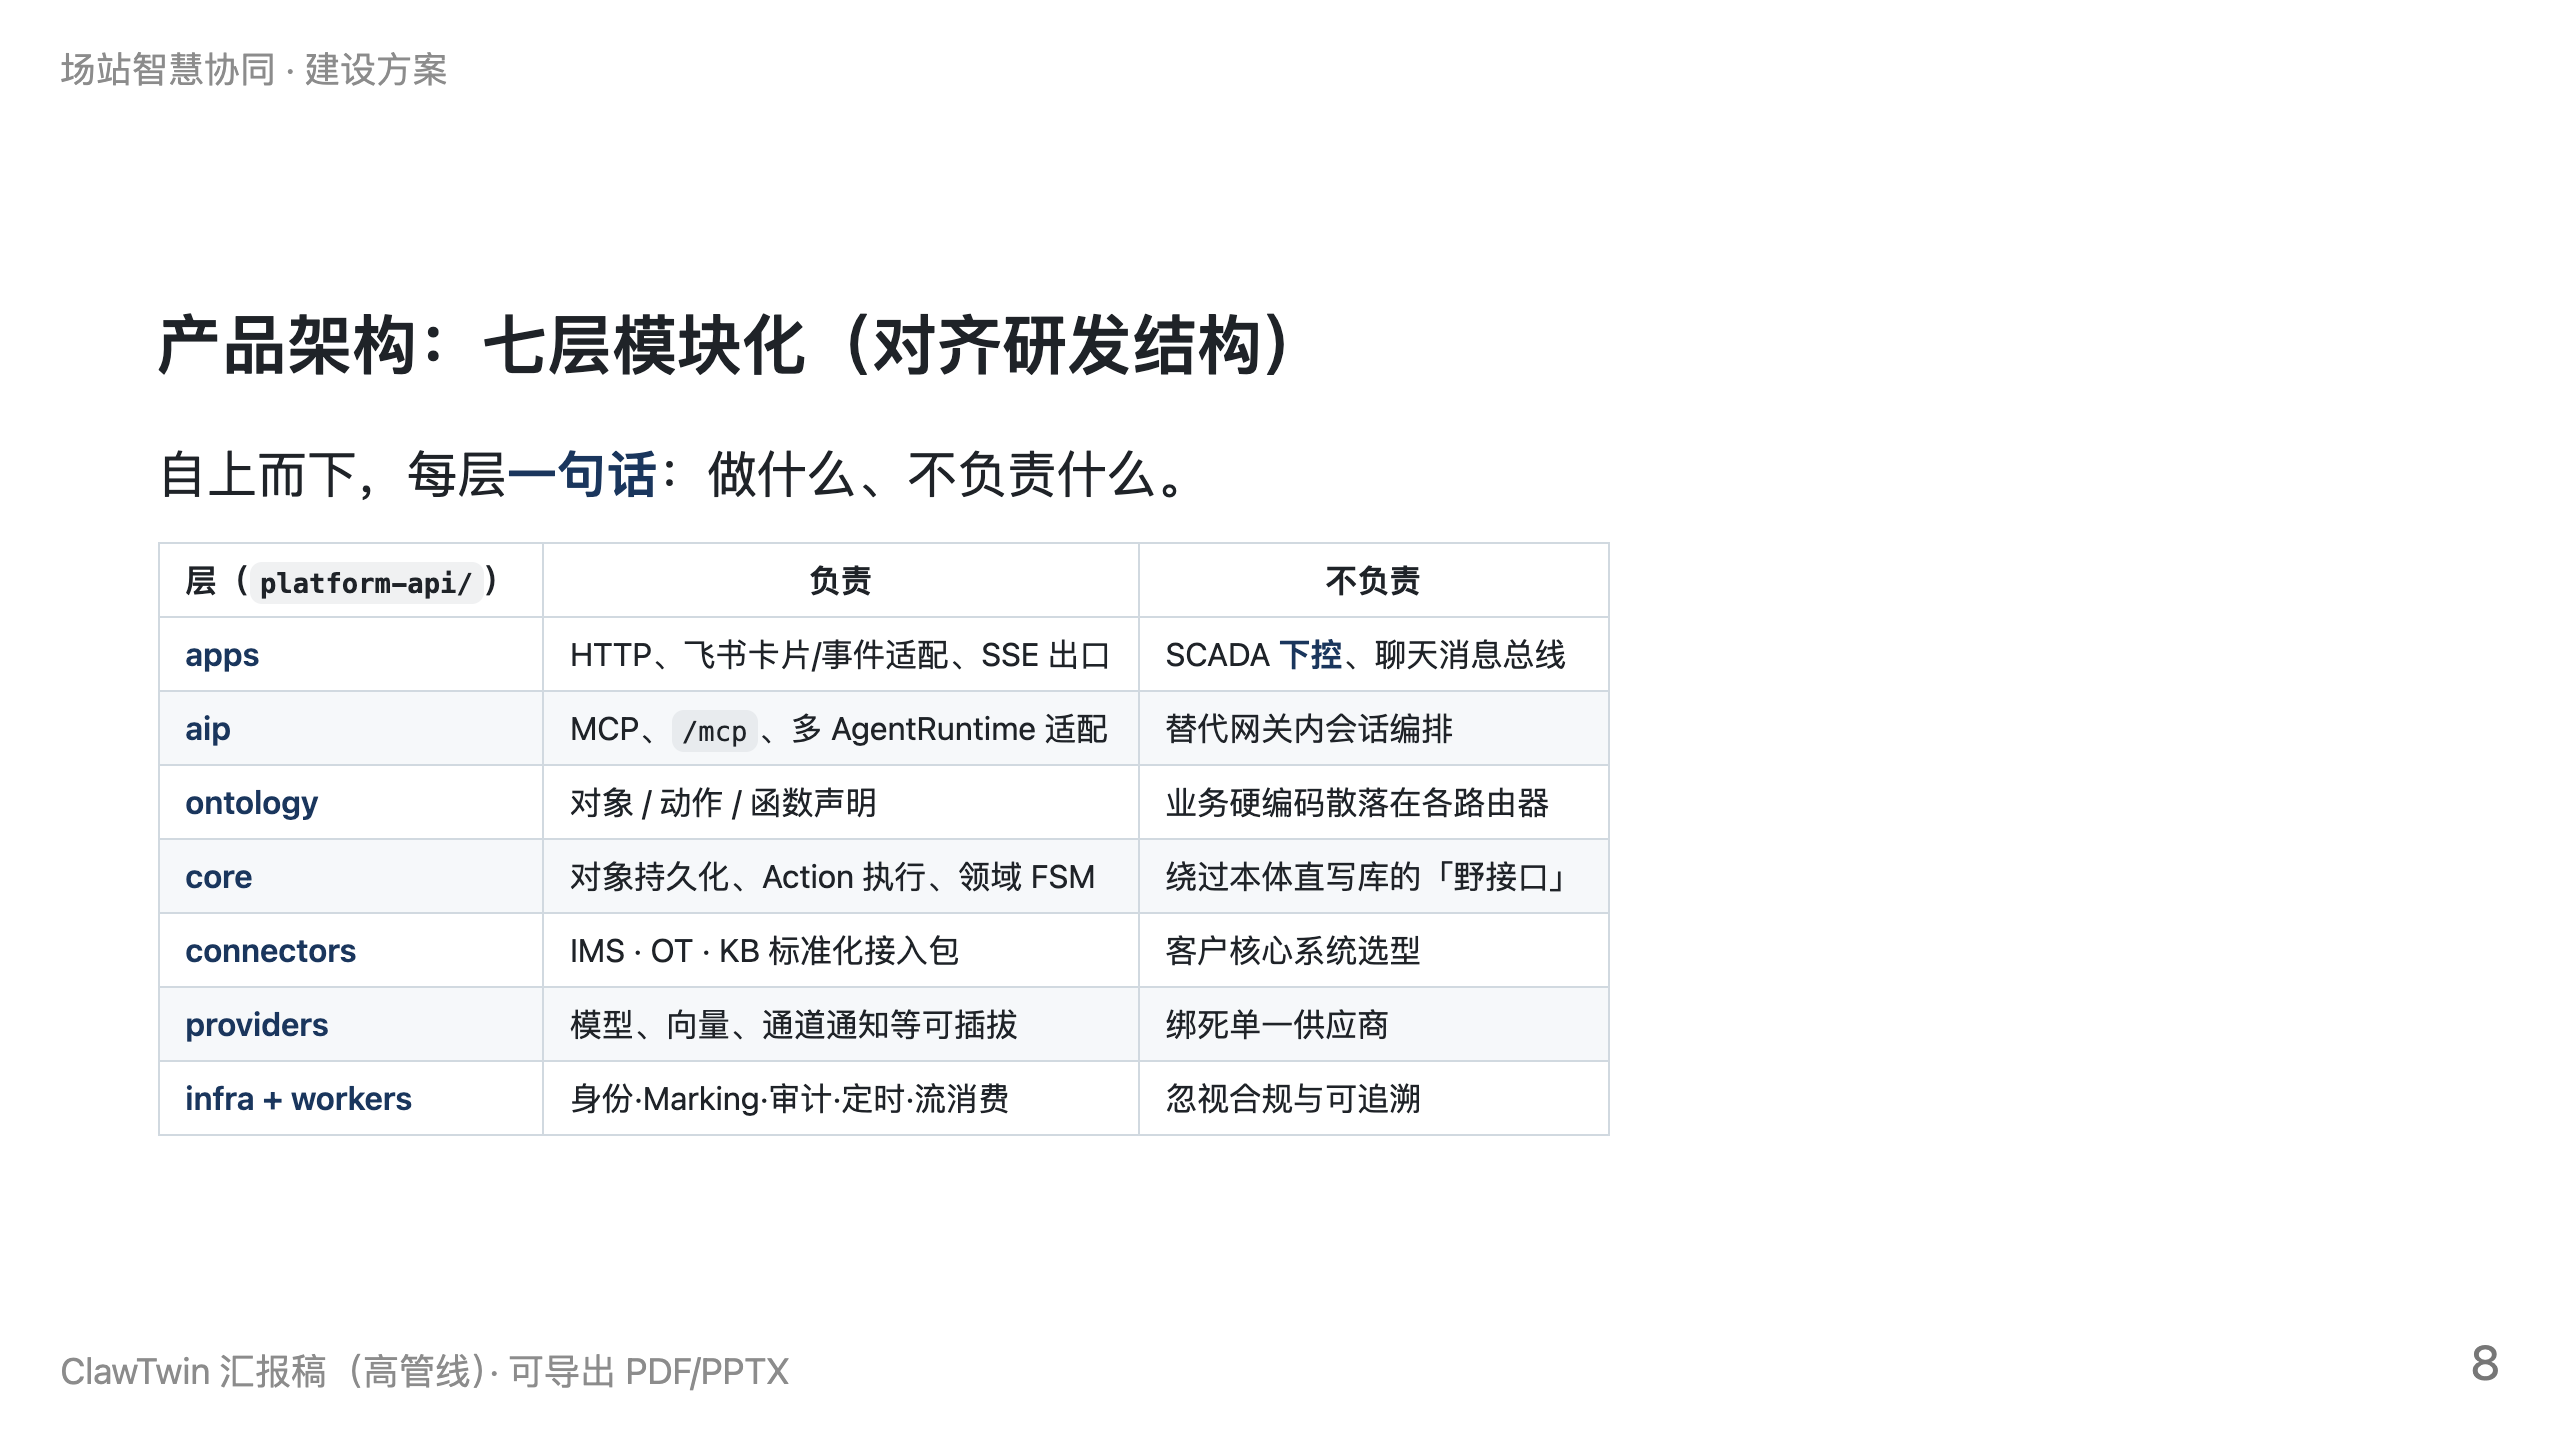 场站智慧协同 · 建设方案
产品架构：七层模块化（对齐研发结构）
自上而下，每层一句话：做什么、不负责什么。
层（platform-api/） 负责 不负责
apps HTTP、飞书卡片/事件适配、SSE 出口 SCADA 下控、聊天消息总线
aip MCP、/mcp、多 AgentRuntime 适配 替代网关内会话编排
ontology 对象 / 动作 / 函数声明 业务硬编码散落在各路由器
core 对象持久化、Action 执行、领域 FSM 绕过本体直写库的「野接口」
connectors IMS · OT · KB 标准化接入包 客户核心系统选型
providers 模型、向量、通道通知等可插拔 绑死单一供应商
infra + workers 身份·Marking·审计·定时·流消费 忽视合规与可追溯
ClawTwin 汇报稿（高管线）· 可导出 PDF/PPTX
8